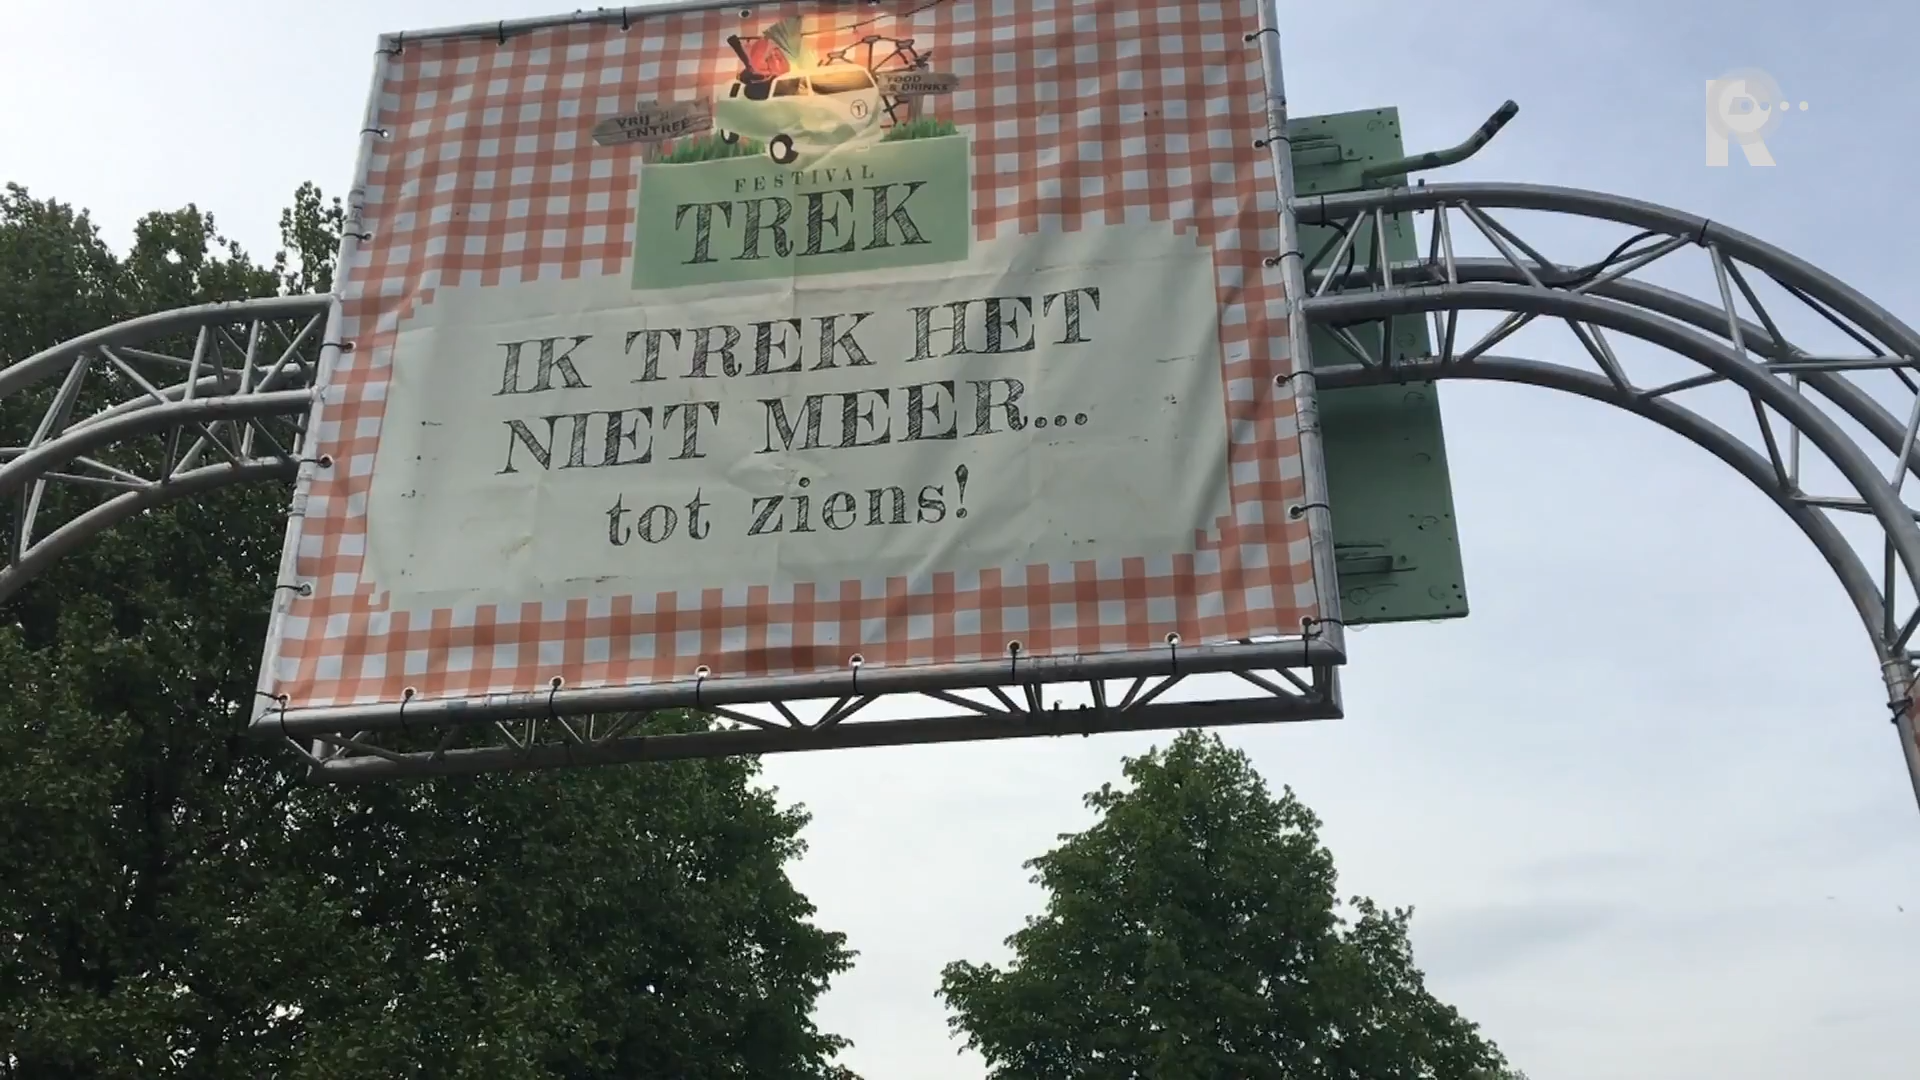 VRIJ
ENTREE
FOOD
& DRINKS
T
FESTIVAL
TREK
IK TREK HET
NIET MEER...
tot ziens!
R